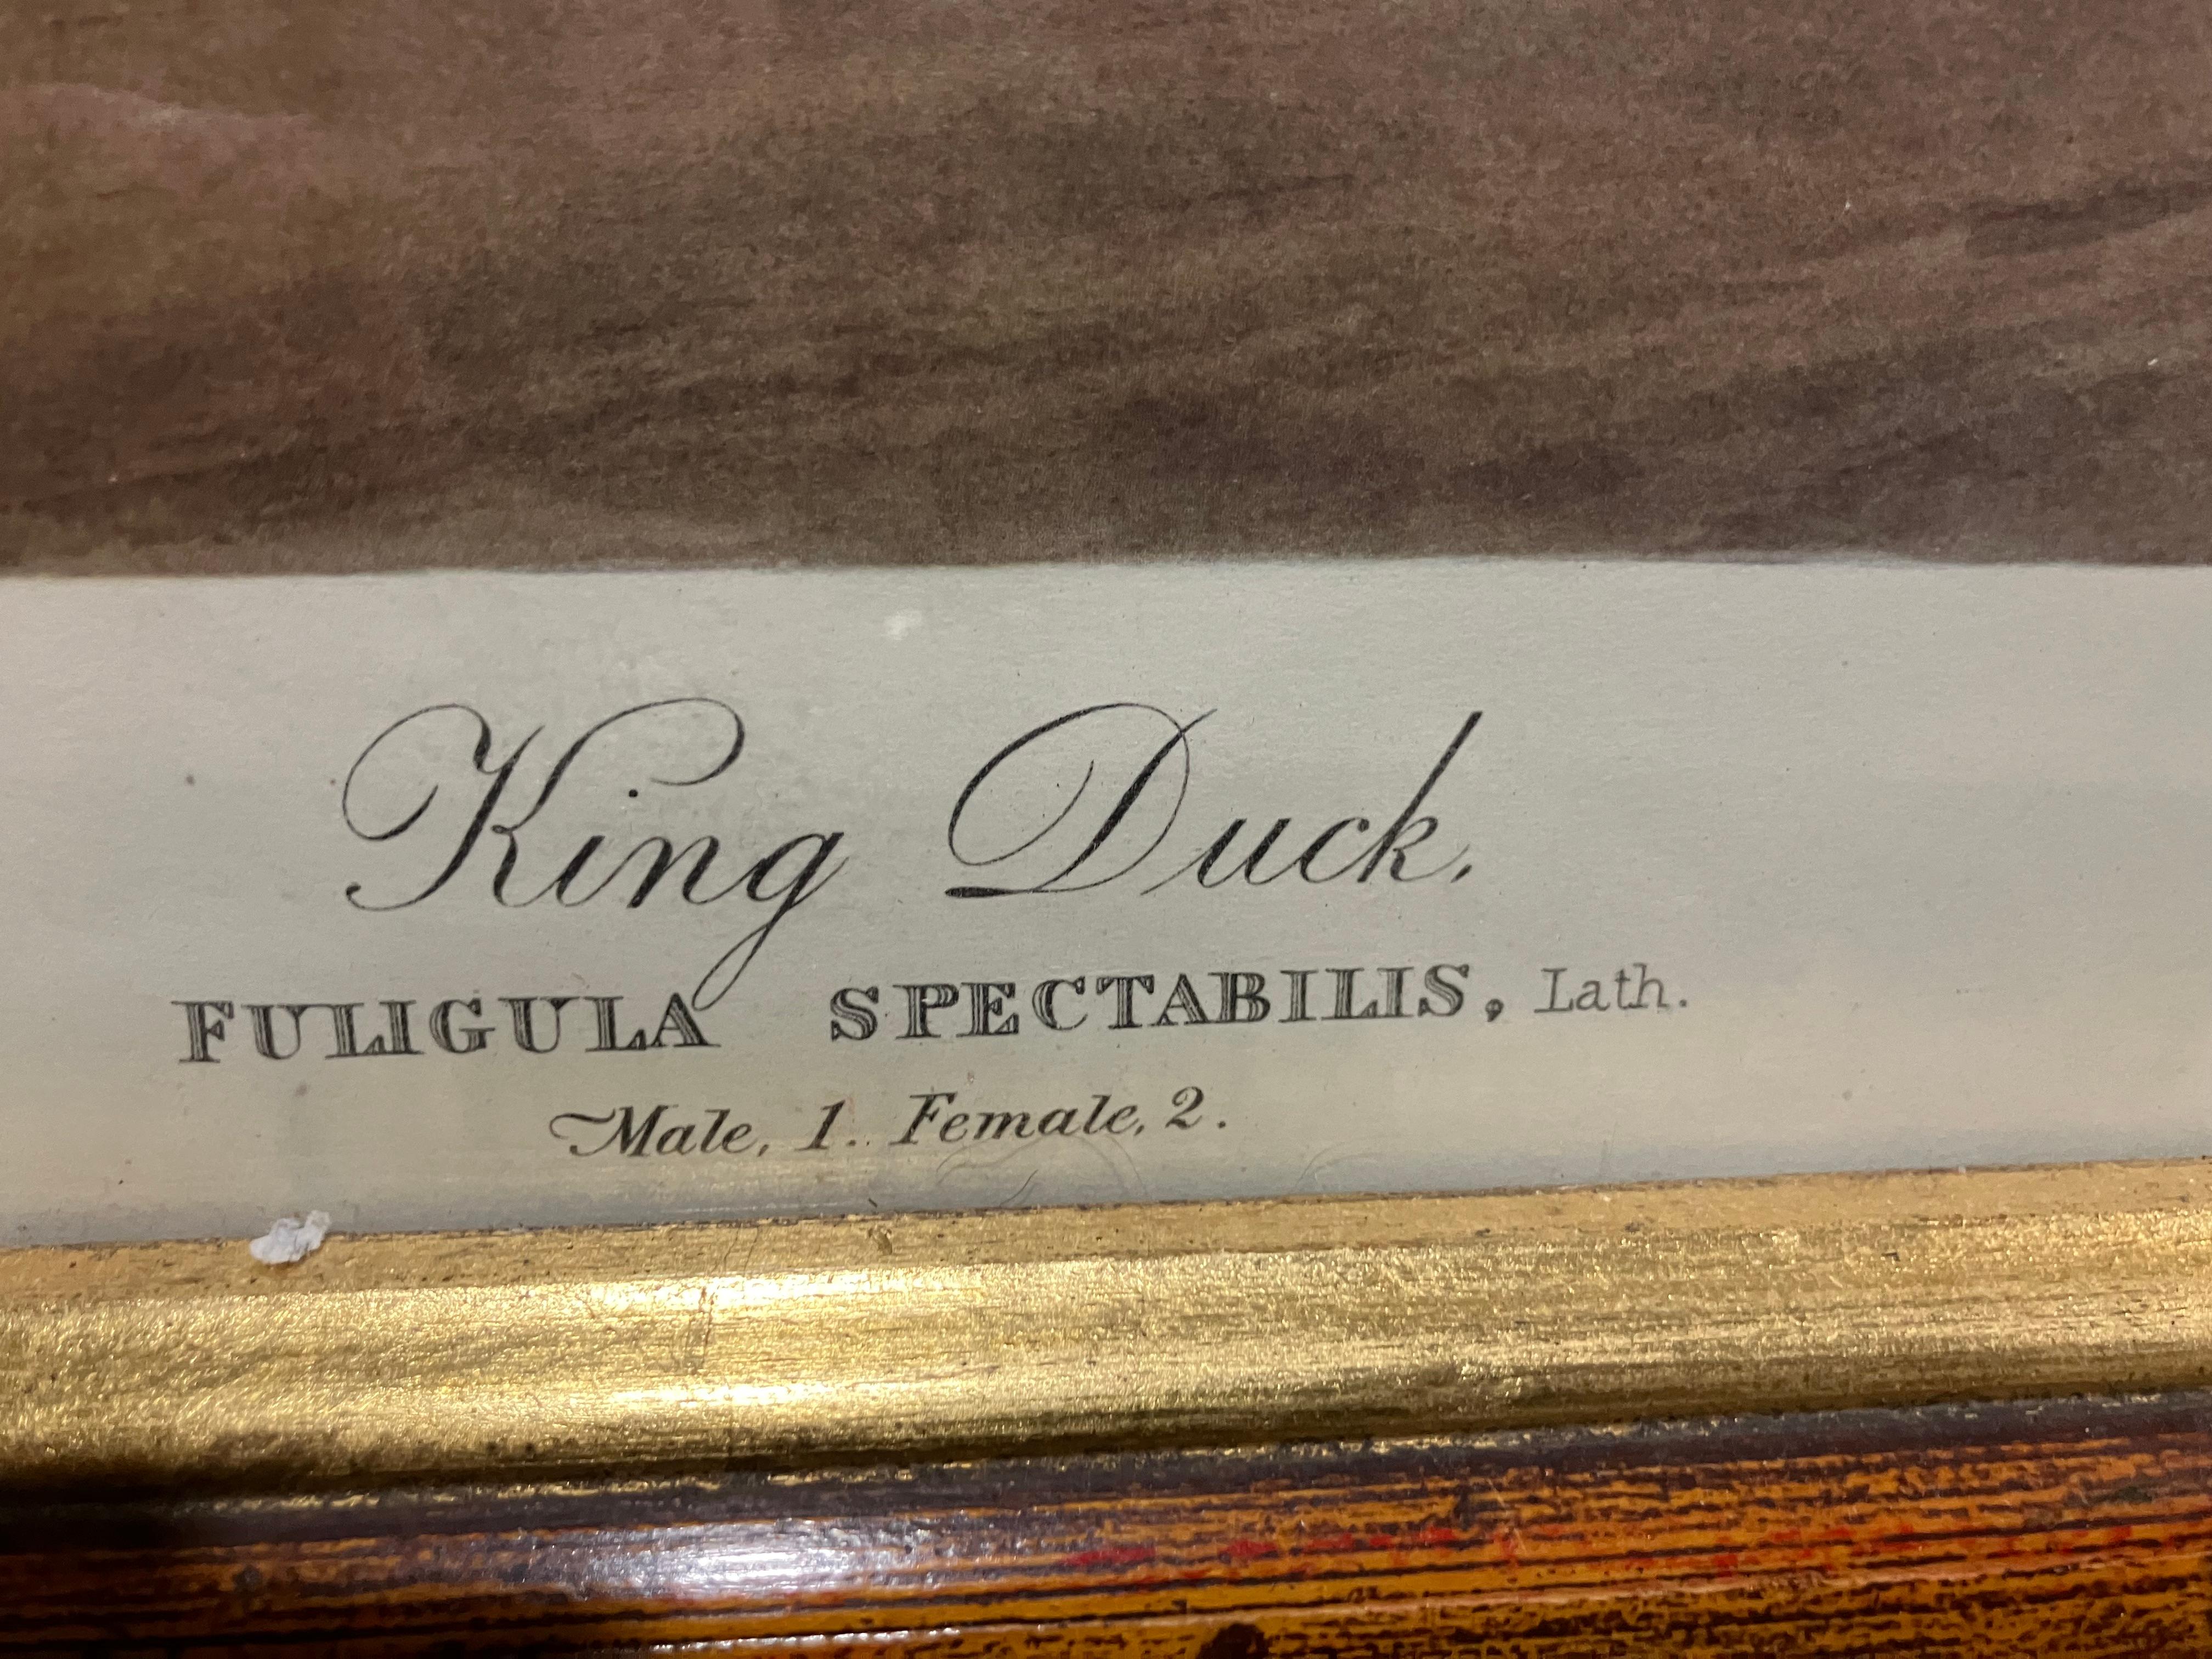 King Duck.
FULIGULA SPECTABILIS, Lath.
Male, 1. Female, 2.